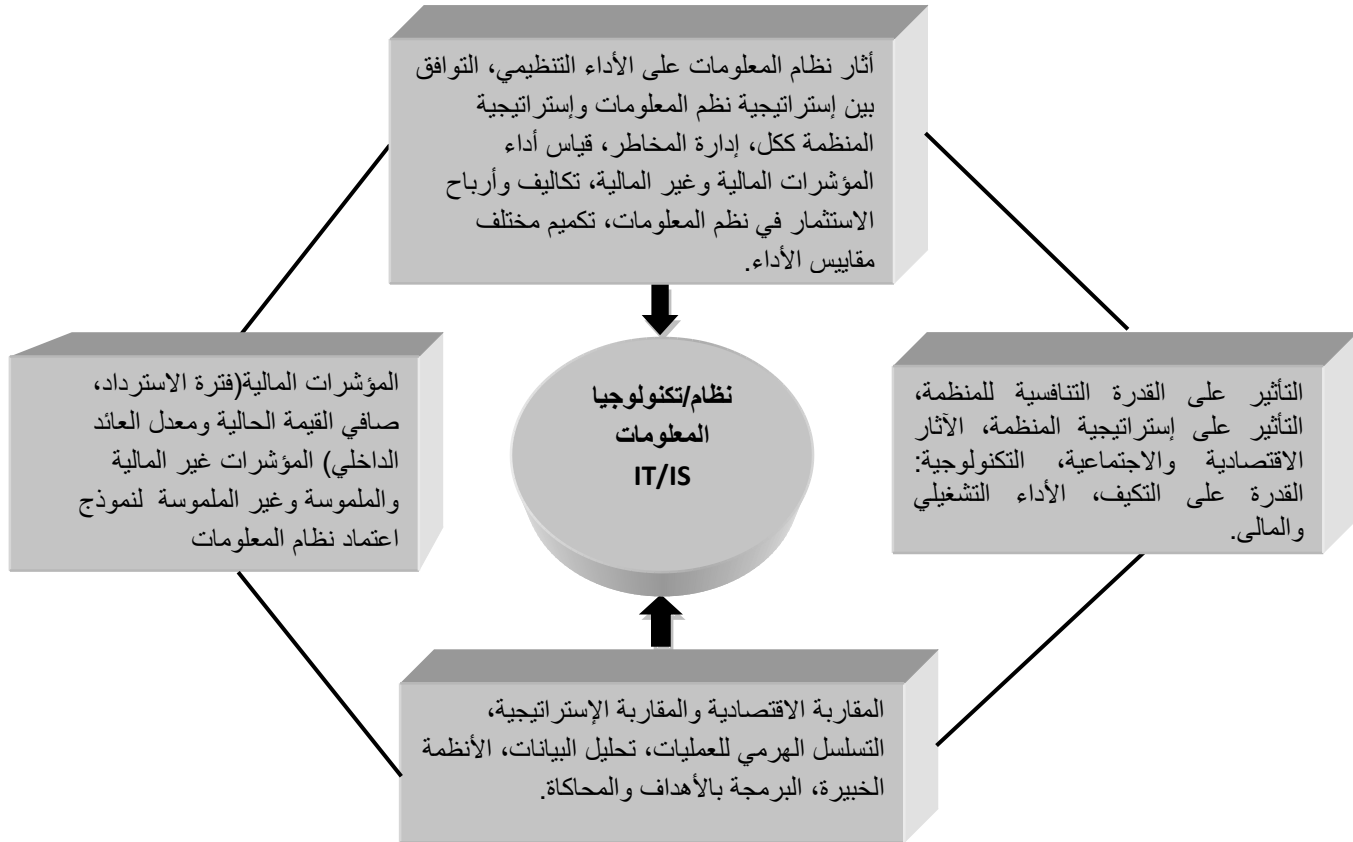 أثار نظام المعلومات على الأداء التنظيمي، التوافق
بين إستراتيجية نظم المعلومات وإستراتيجية
المنظمة ككل، إدارة المخاطر، قياس أداء
المؤشرات المالية وغير المالية، تكاليف وأرباح
الاستثمار في نظم المعلومات، تكميم مختلف
مقاييس الأداء.
التأثير على القدرة التنافسية للمنظمة،
التأثير على إستراتيجية المنظمة، الآثار
الاقتصادية والاجتماعية، التكنولوجية:
القدرة على التكيف، الأداء التشغيلي
والمالى.
نظام/تكنولوجيا
المعلومات
IT/IS
المؤشرات المالية(فترة الاسترداد،
صافي القيمة الحالية ومعدل العائد
الداخلي) المؤشرات غير المالية
والملموسة وغير الملموسة لنموذج
اعتماد نظام المعلومات
المقاربة الاقتصادية والمقاربة الإستراتيجية،
التسلسل الهرمي للعمليات، تحليل البيانات، الأنظمة
الخبيرة، البرمجة بالأهداف والمحاكاة.